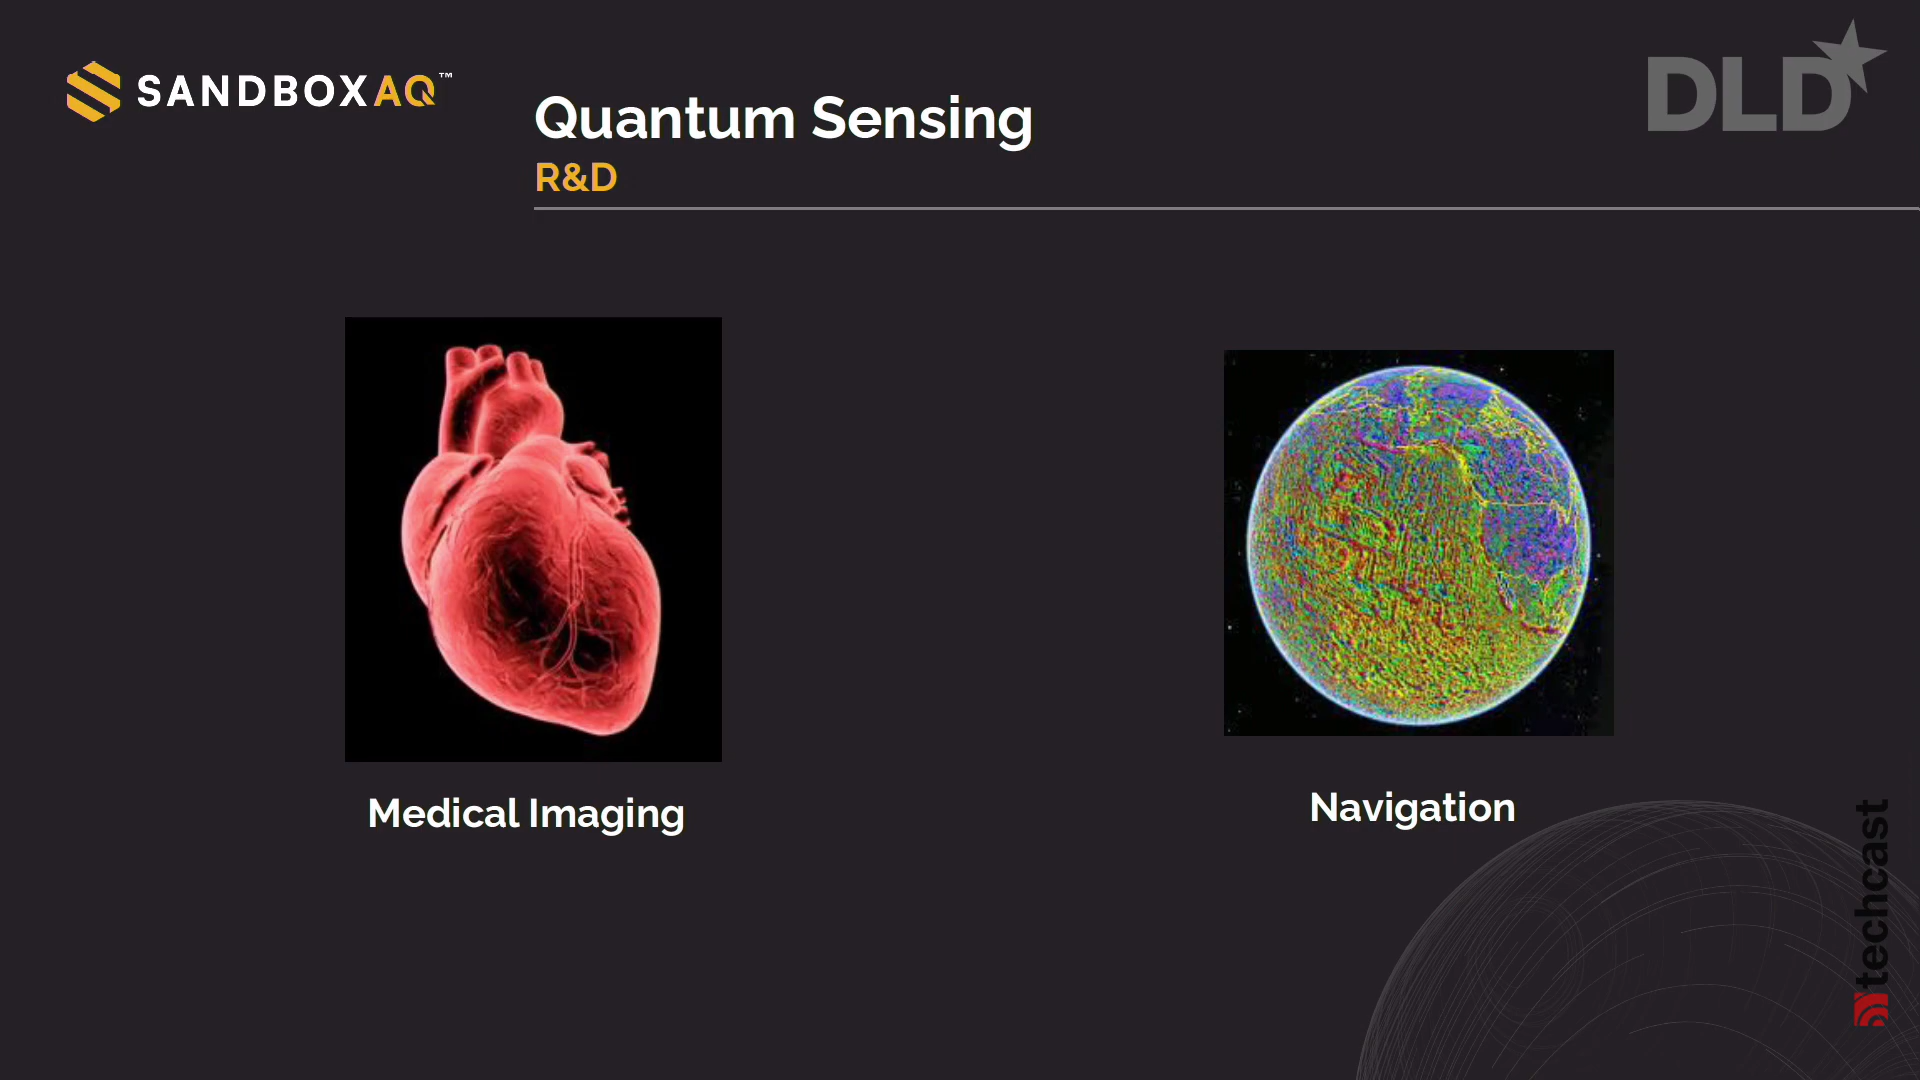 SANDBOXAQ™
DLD
Quantum Sensing
R&D
Medical Imaging
Navigation
techcast